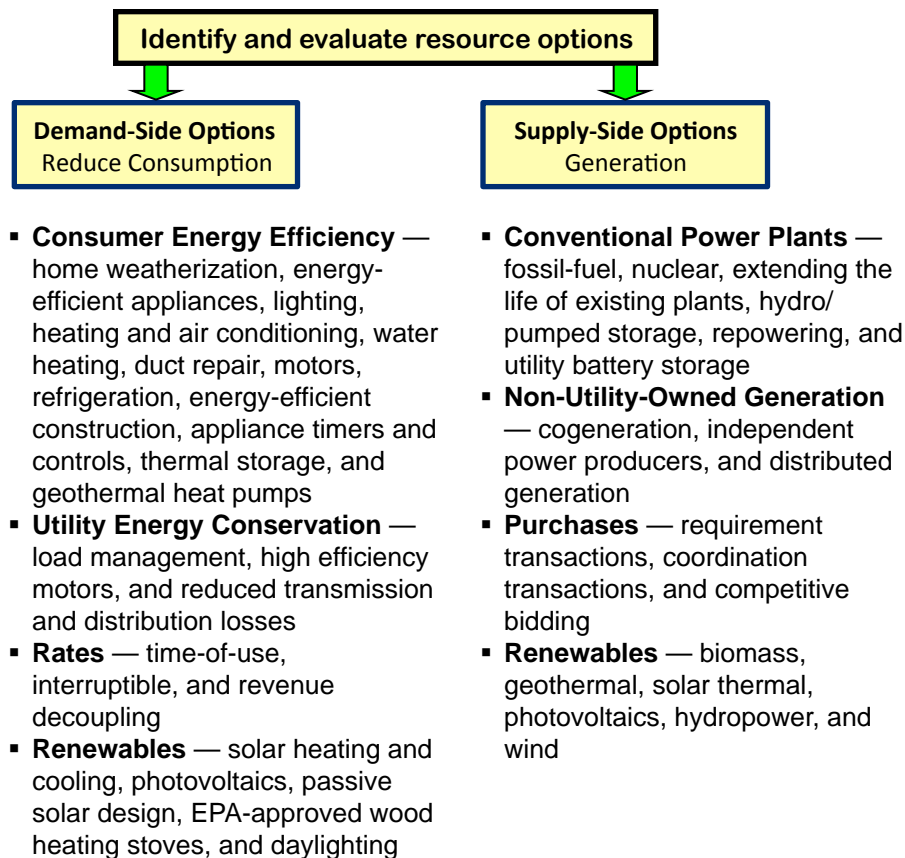 Identify and evaluate resource options
Demand-Side Options
Reduce Consumption
▪ Consumer Energy Efficiency —
home weatherization, energy-
efficient appliances, lighting,
heating and air conditioning, water
heating, duct repair, motors,
refrigeration, energy-efficient
construction, appliance timers and
controls, thermal storage, and
geothermal heat pumps
▪ Utility Energy Conservation —
load management, high efficiency
motors, and reduced transmission
and distribution losses
▪ Rates — time-of-use,
interruptible, and revenue
decoupling
▪ Renewables — solar heating and
cooling, photovoltaics, passive
solar design, EPA-approved wood
heating stoves, and daylighting
Supply-Side Options
Generation
▪ Conventional Power Plants —
fossil-fuel, nuclear, extending the
life of existing plants, hydro/
pumped storage, repowering, and
utility battery storage
▪ Non-Utility-Owned Generation
— cogeneration, independent
power producers, and distributed
generation
▪ Purchases — requirement
transactions, coordination
transactions, and competitive
bidding
▪ Renewables — biomass,
geothermal, solar thermal,
photovoltaics, hydropower, and
wind